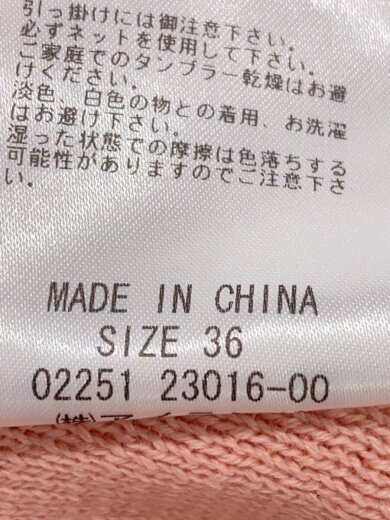 引っ掛けには御注意下さい。
必ずネットを使用して下さい。
ご家庭でのタンブラー乾燥はお避
けください。
淡色、白色の物との着用、お洗濯
はお避け下さい。
湿った状態での摩擦は色落ちする
可能性がありますのでご注意下さ
い。
MADE IN CHINA
SIZE 36
02251 23016-00